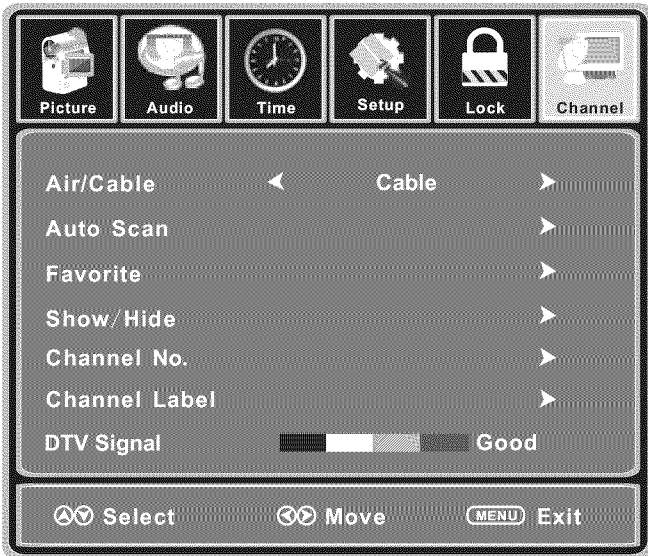 Picture Audio Time Setup Lock Channel
Air/Cable Cable
Auto Scan
Favorite
Show/Hide
Channel No.
Channel Label
DTV Signal Good
Select Move MENU Exit